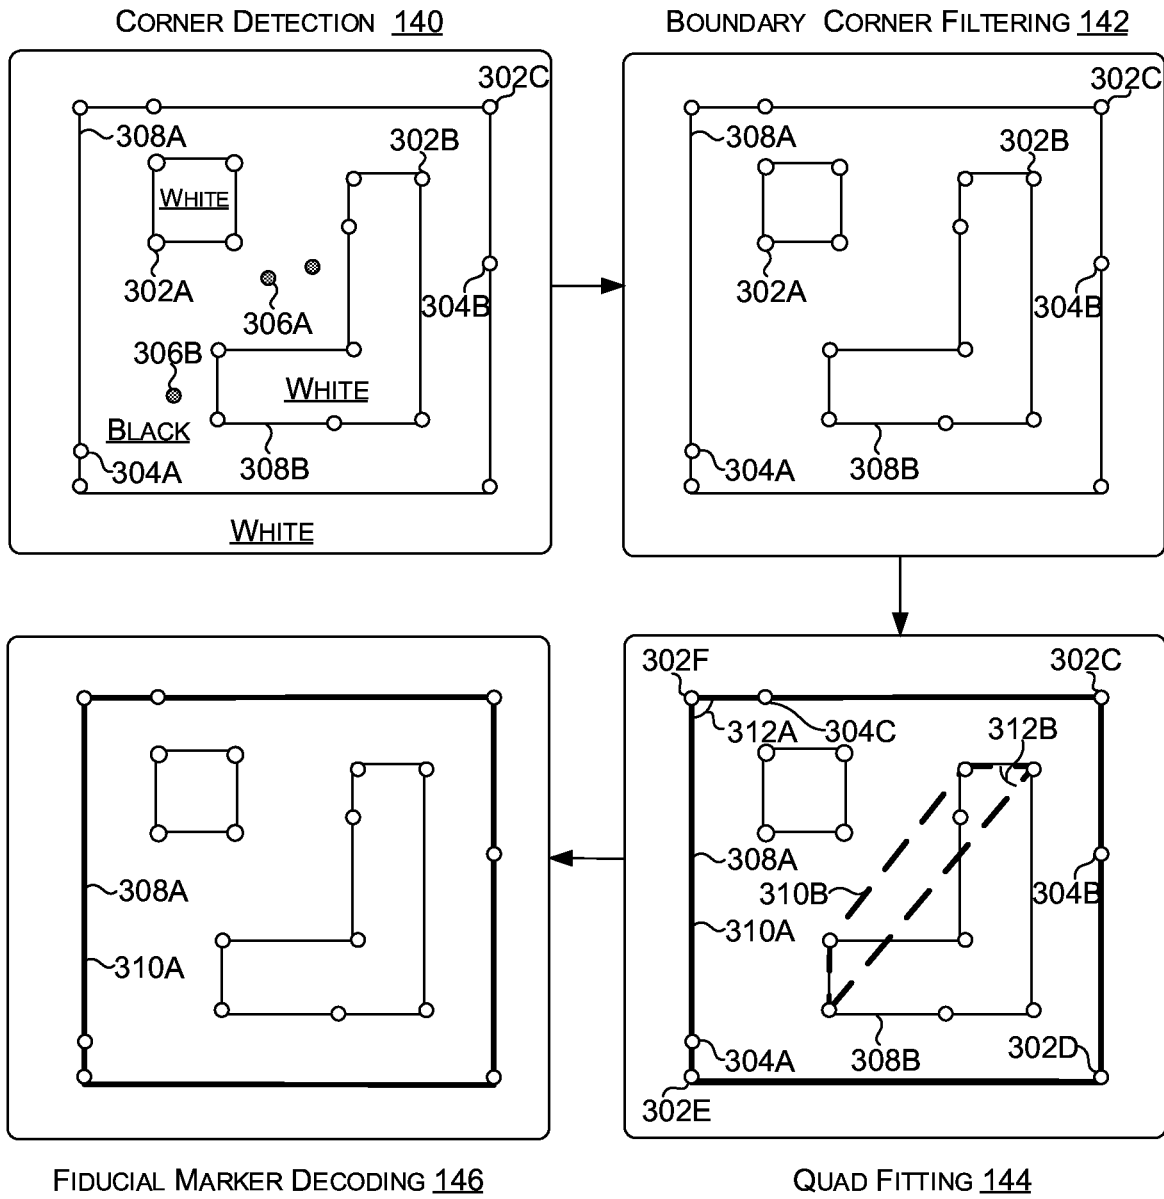 CORNER DETECTION 140
BOUNDARY CORNER FILTERING 142
302C
308A
302B
WHITE
302A
306A
304B
306B
WHITE
BLACK
304A
308B
WHITE
302C
308A
302B
302A
304B
304A
308B
302F
302C
312A
304C
312B
308A
310B
304B
310A
304A
308B
302D
302E
308A
310A
FIDUCIAL MARKER DECODING 146
QUAD FITTING 144